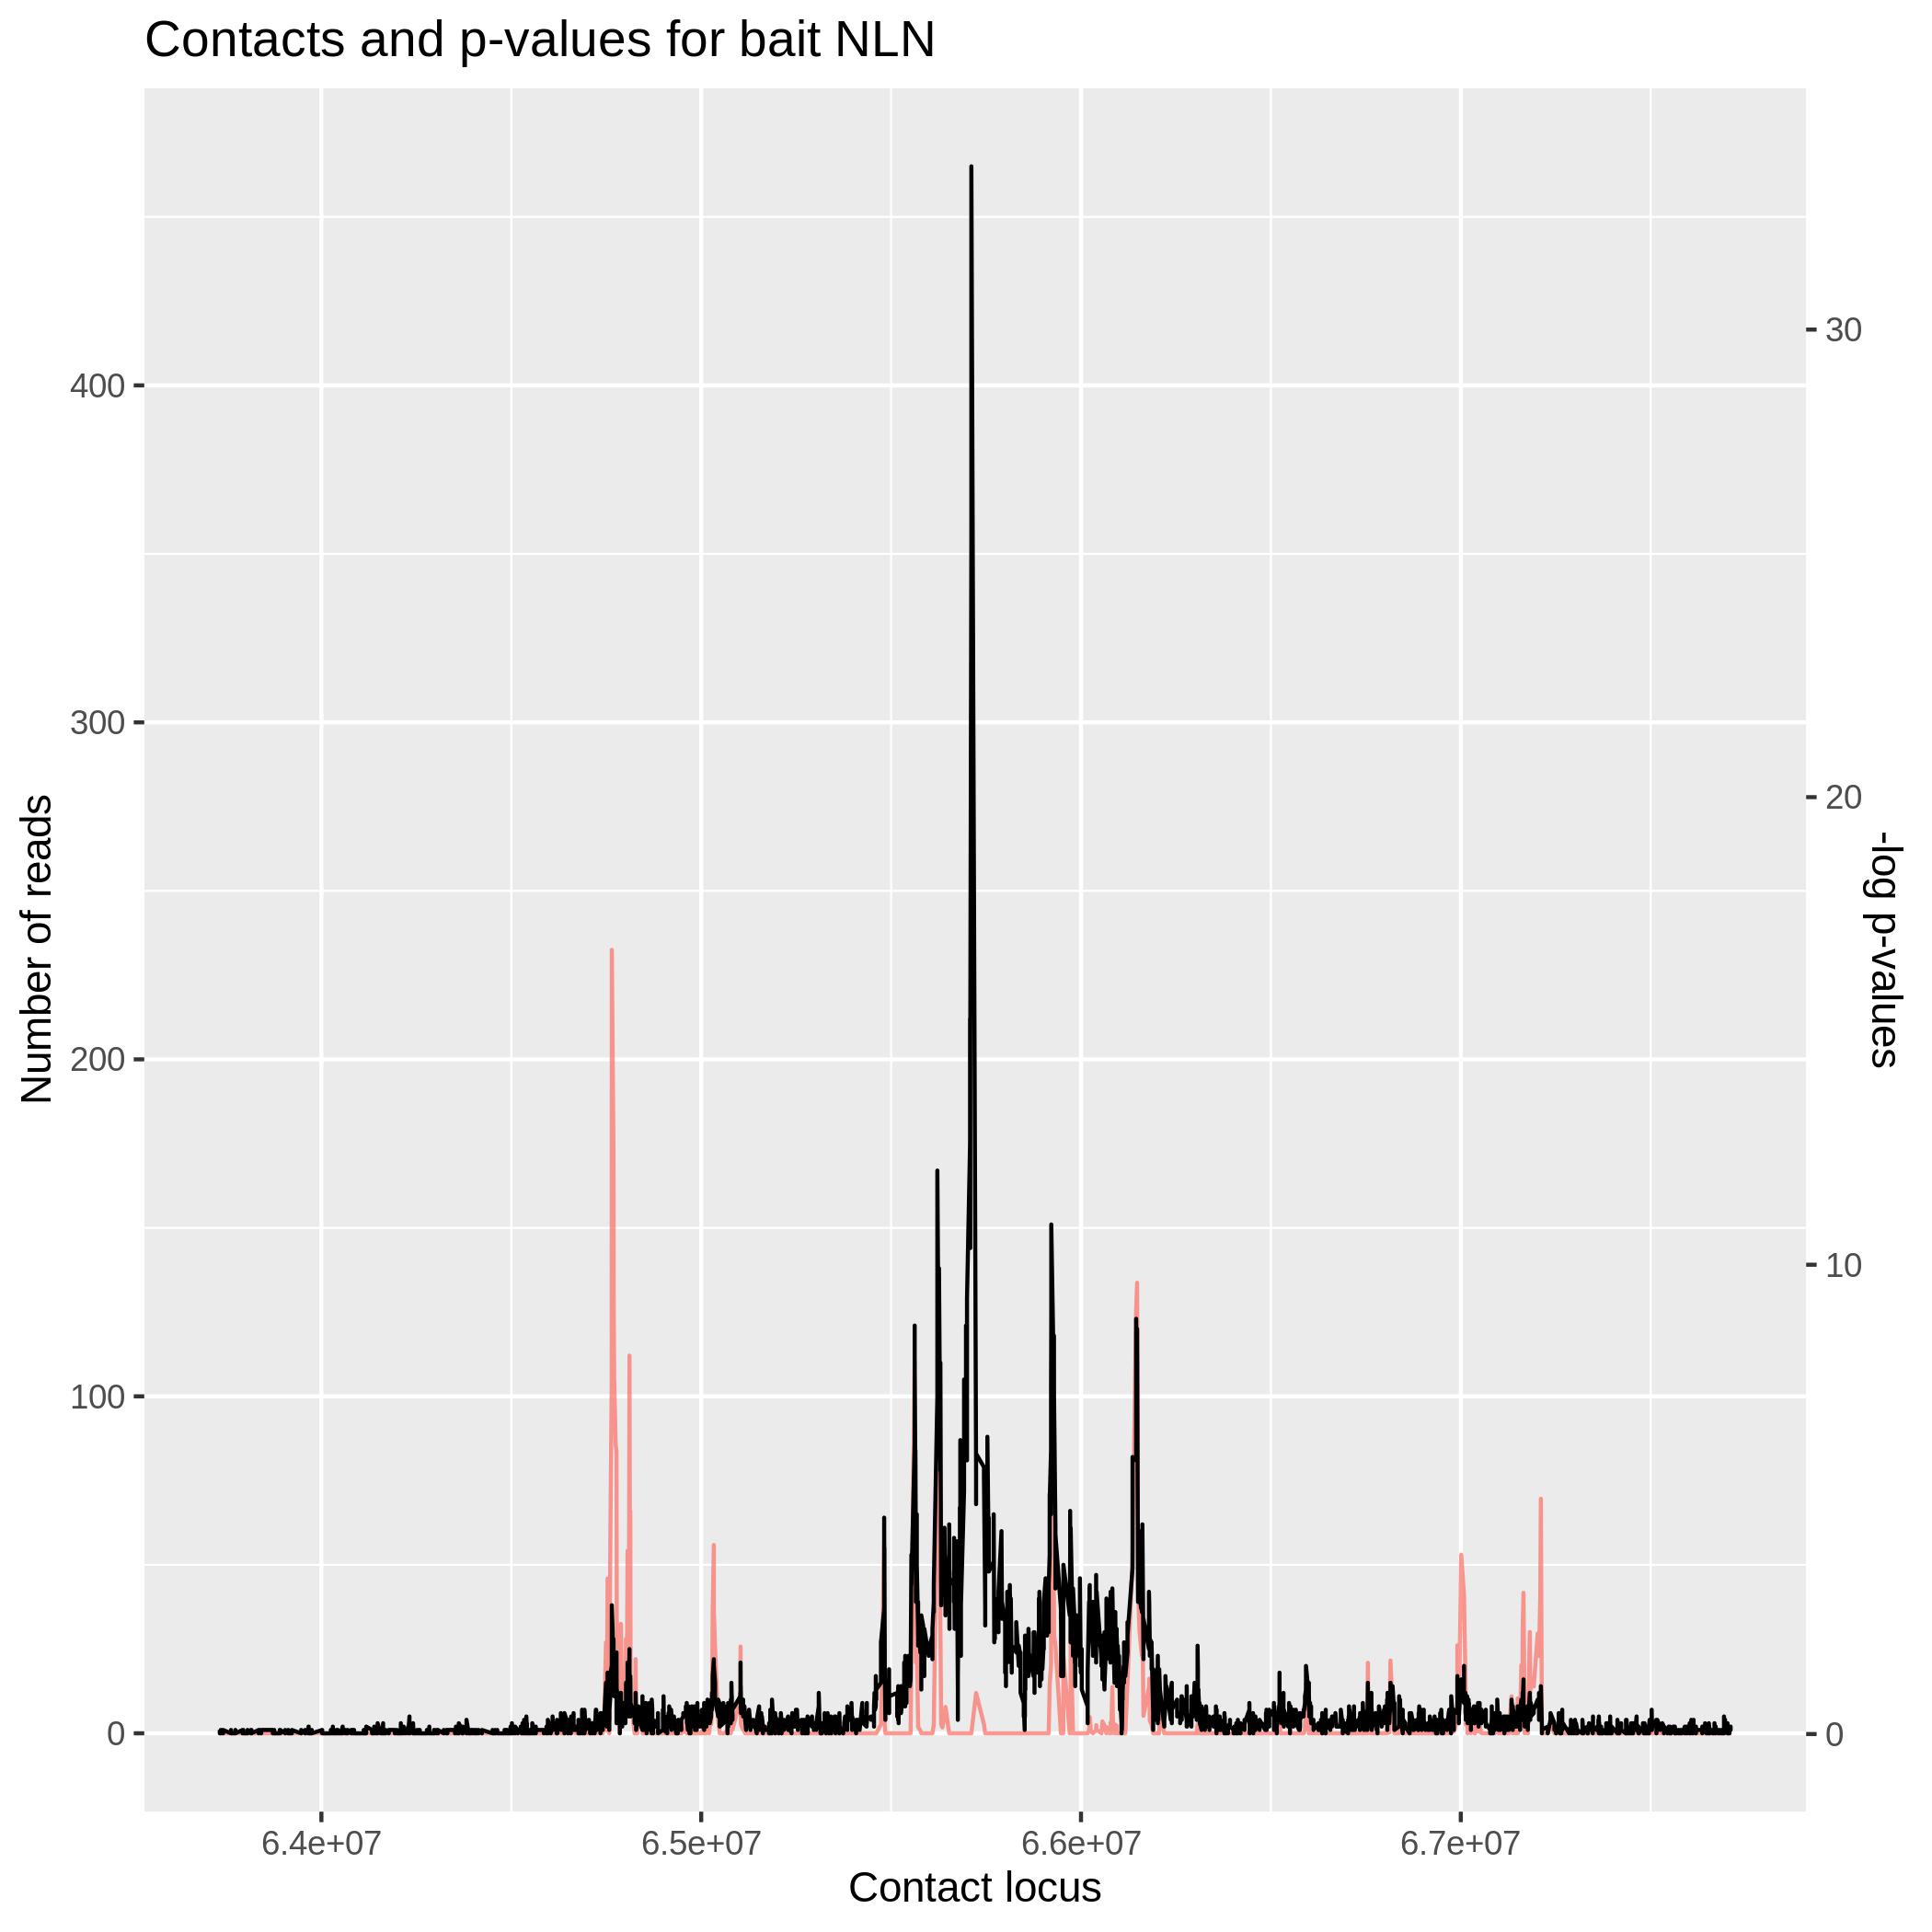 Contacts and p-values for bait NLN
Number of reads
400
300
200
100
0
30
20
10
0
-log p-values
6.4e+07
6.5e+07
6.6e+07
6.7e+07
Contact locus